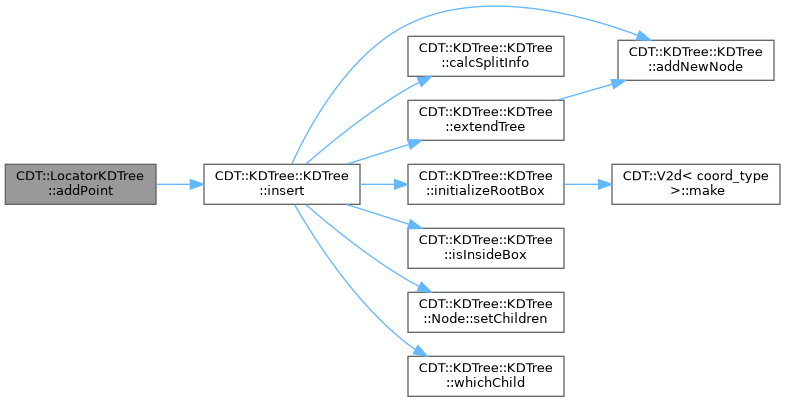 CDT::LocatorKDTree
::addPoint
CDT::KDTree::KDTree
::insert
CDT::KDTree::KDTree
::calcSplitInfo
CDT::KDTree::KDTree
::extendTree
CDT::KDTree::KDTree
::initializeRootBox
CDT::KDTree::KDTree
::isInsideBox
CDT::KDTree::KDTree
::Node::setChildren
CDT::KDTree::KDTree
::whichChild
CDT::KDTree::KDTree
::addNewNode
CDT::V2d< coord_type
>::make